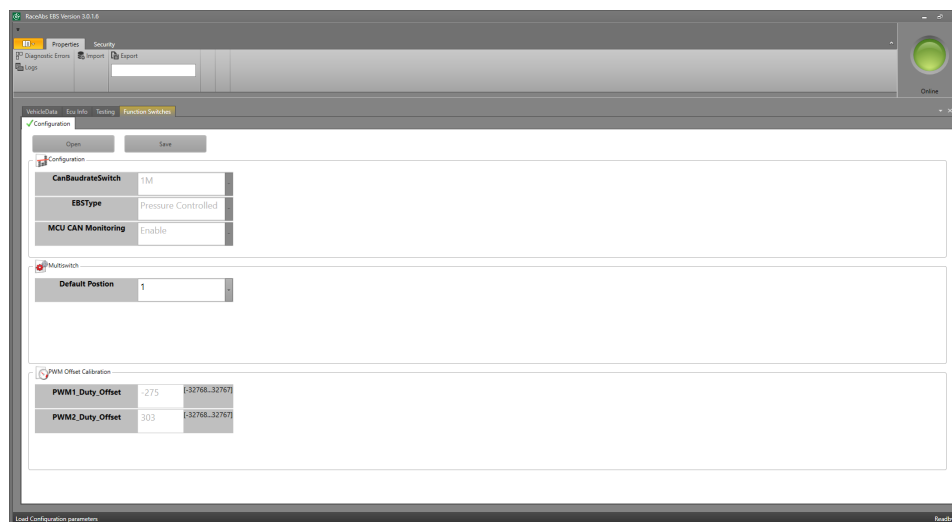 RaceAbs EBS Version 3.0.1.6
Properties Security
Diagnostic Errors Import Export
Logs
Online
VehicleData Ecu Info Testing Function Switches
Configuration
Open Save
Configuration
CanBaudrateSwitch 1M
EBSType Pressure Controlled
MCU CAN Monitoring Enable
Multiswitch
Default Postion 1
PWM Offset Calibration
PWM1_Duty_Offset -275 [-32768...32767]
PWM2_Duty_Offset 303 [-32768...32767]
Load Configuration parameters